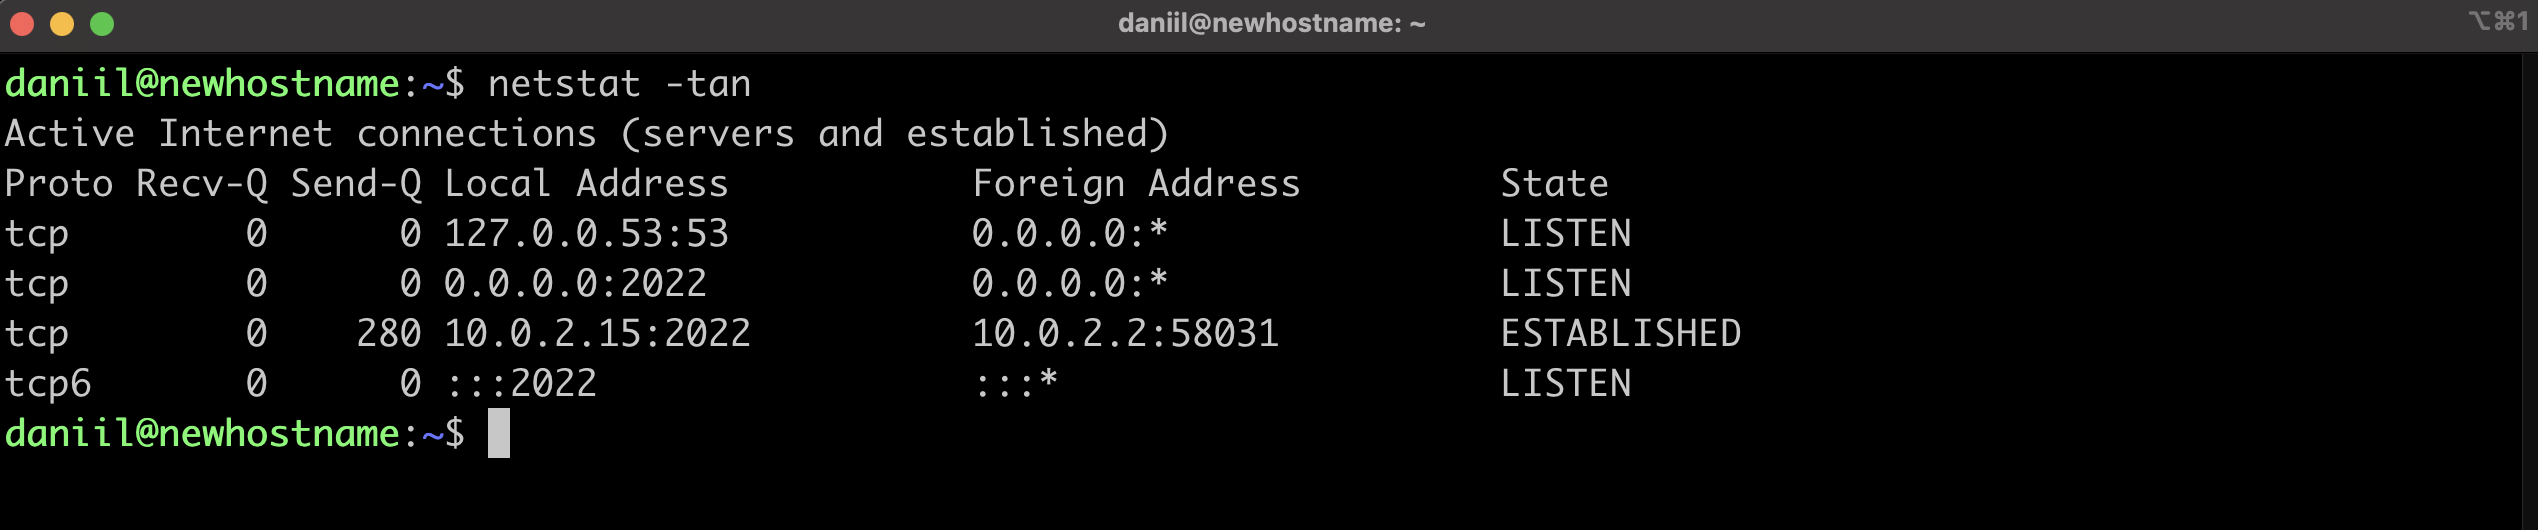 daniil@newhostname: ~
⌥⌘1
daniil@newhostname:~$ netstat -tan
Active Internet connections (servers and established)
Proto Recv-Q Send-Q Local Address           Foreign Address         State
tcp        0      0 127.0.0.53:53           0.0.0.0:*               LISTEN
tcp        0      0 0.0.0.0:2022            0.0.0.0:*               LISTEN
tcp        0    280 10.0.2.15:2022          10.0.2.2:58031          ESTABLISHED
tcp6       0      0 :::2022                 :::*                    LISTEN
daniil@newhostname:~$